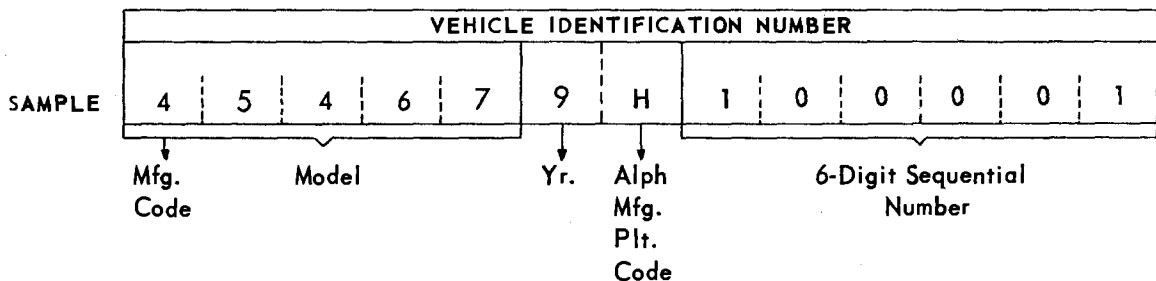 VEHICLE IDENTIFICATION NUMBER
SAMPLE 4 5 4 6 7 9 H 1 0 0 0 0 1
Mfg. Model Yr. Alph 6-Digit Sequential
Code Mfg. Number
Plt.
Code